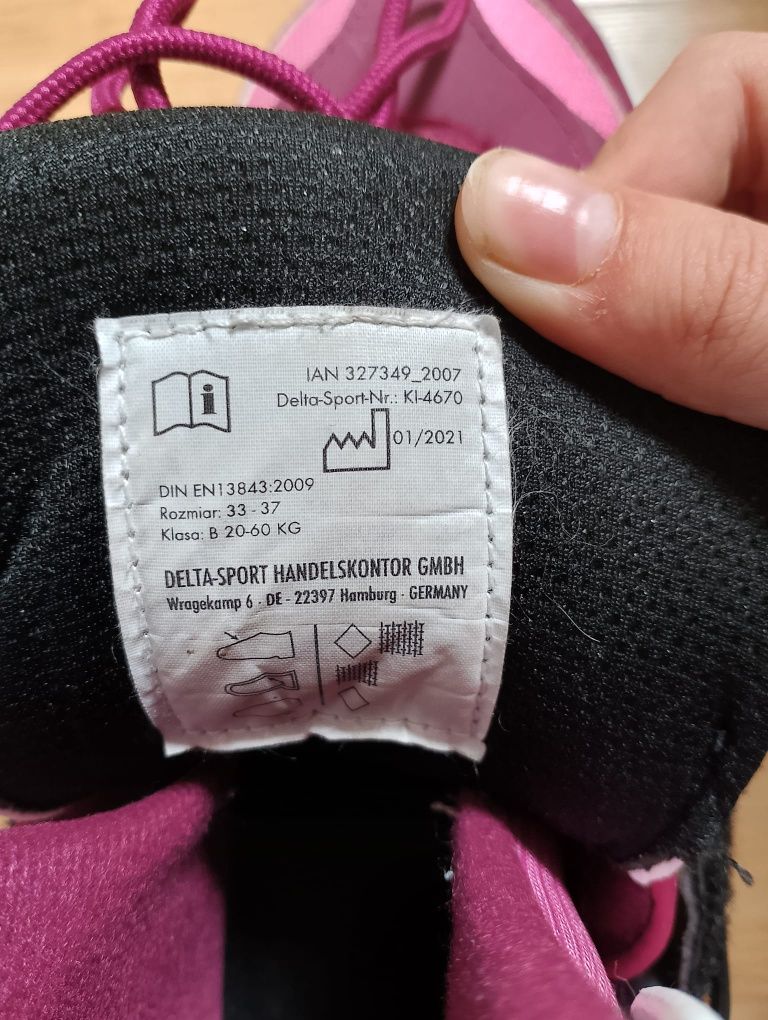 IAN 327349_2007
Delta-Sport-Nr.: KI-4670
01/2021
DIN EN13843:2009
Rozmiar: 33 - 37
Klasa: B 20-60 KG
DELTA-SPORT HANDELSKONTOR GMBH
Wragekamp 6 · DE - 22397 Hamburg · GERMANY